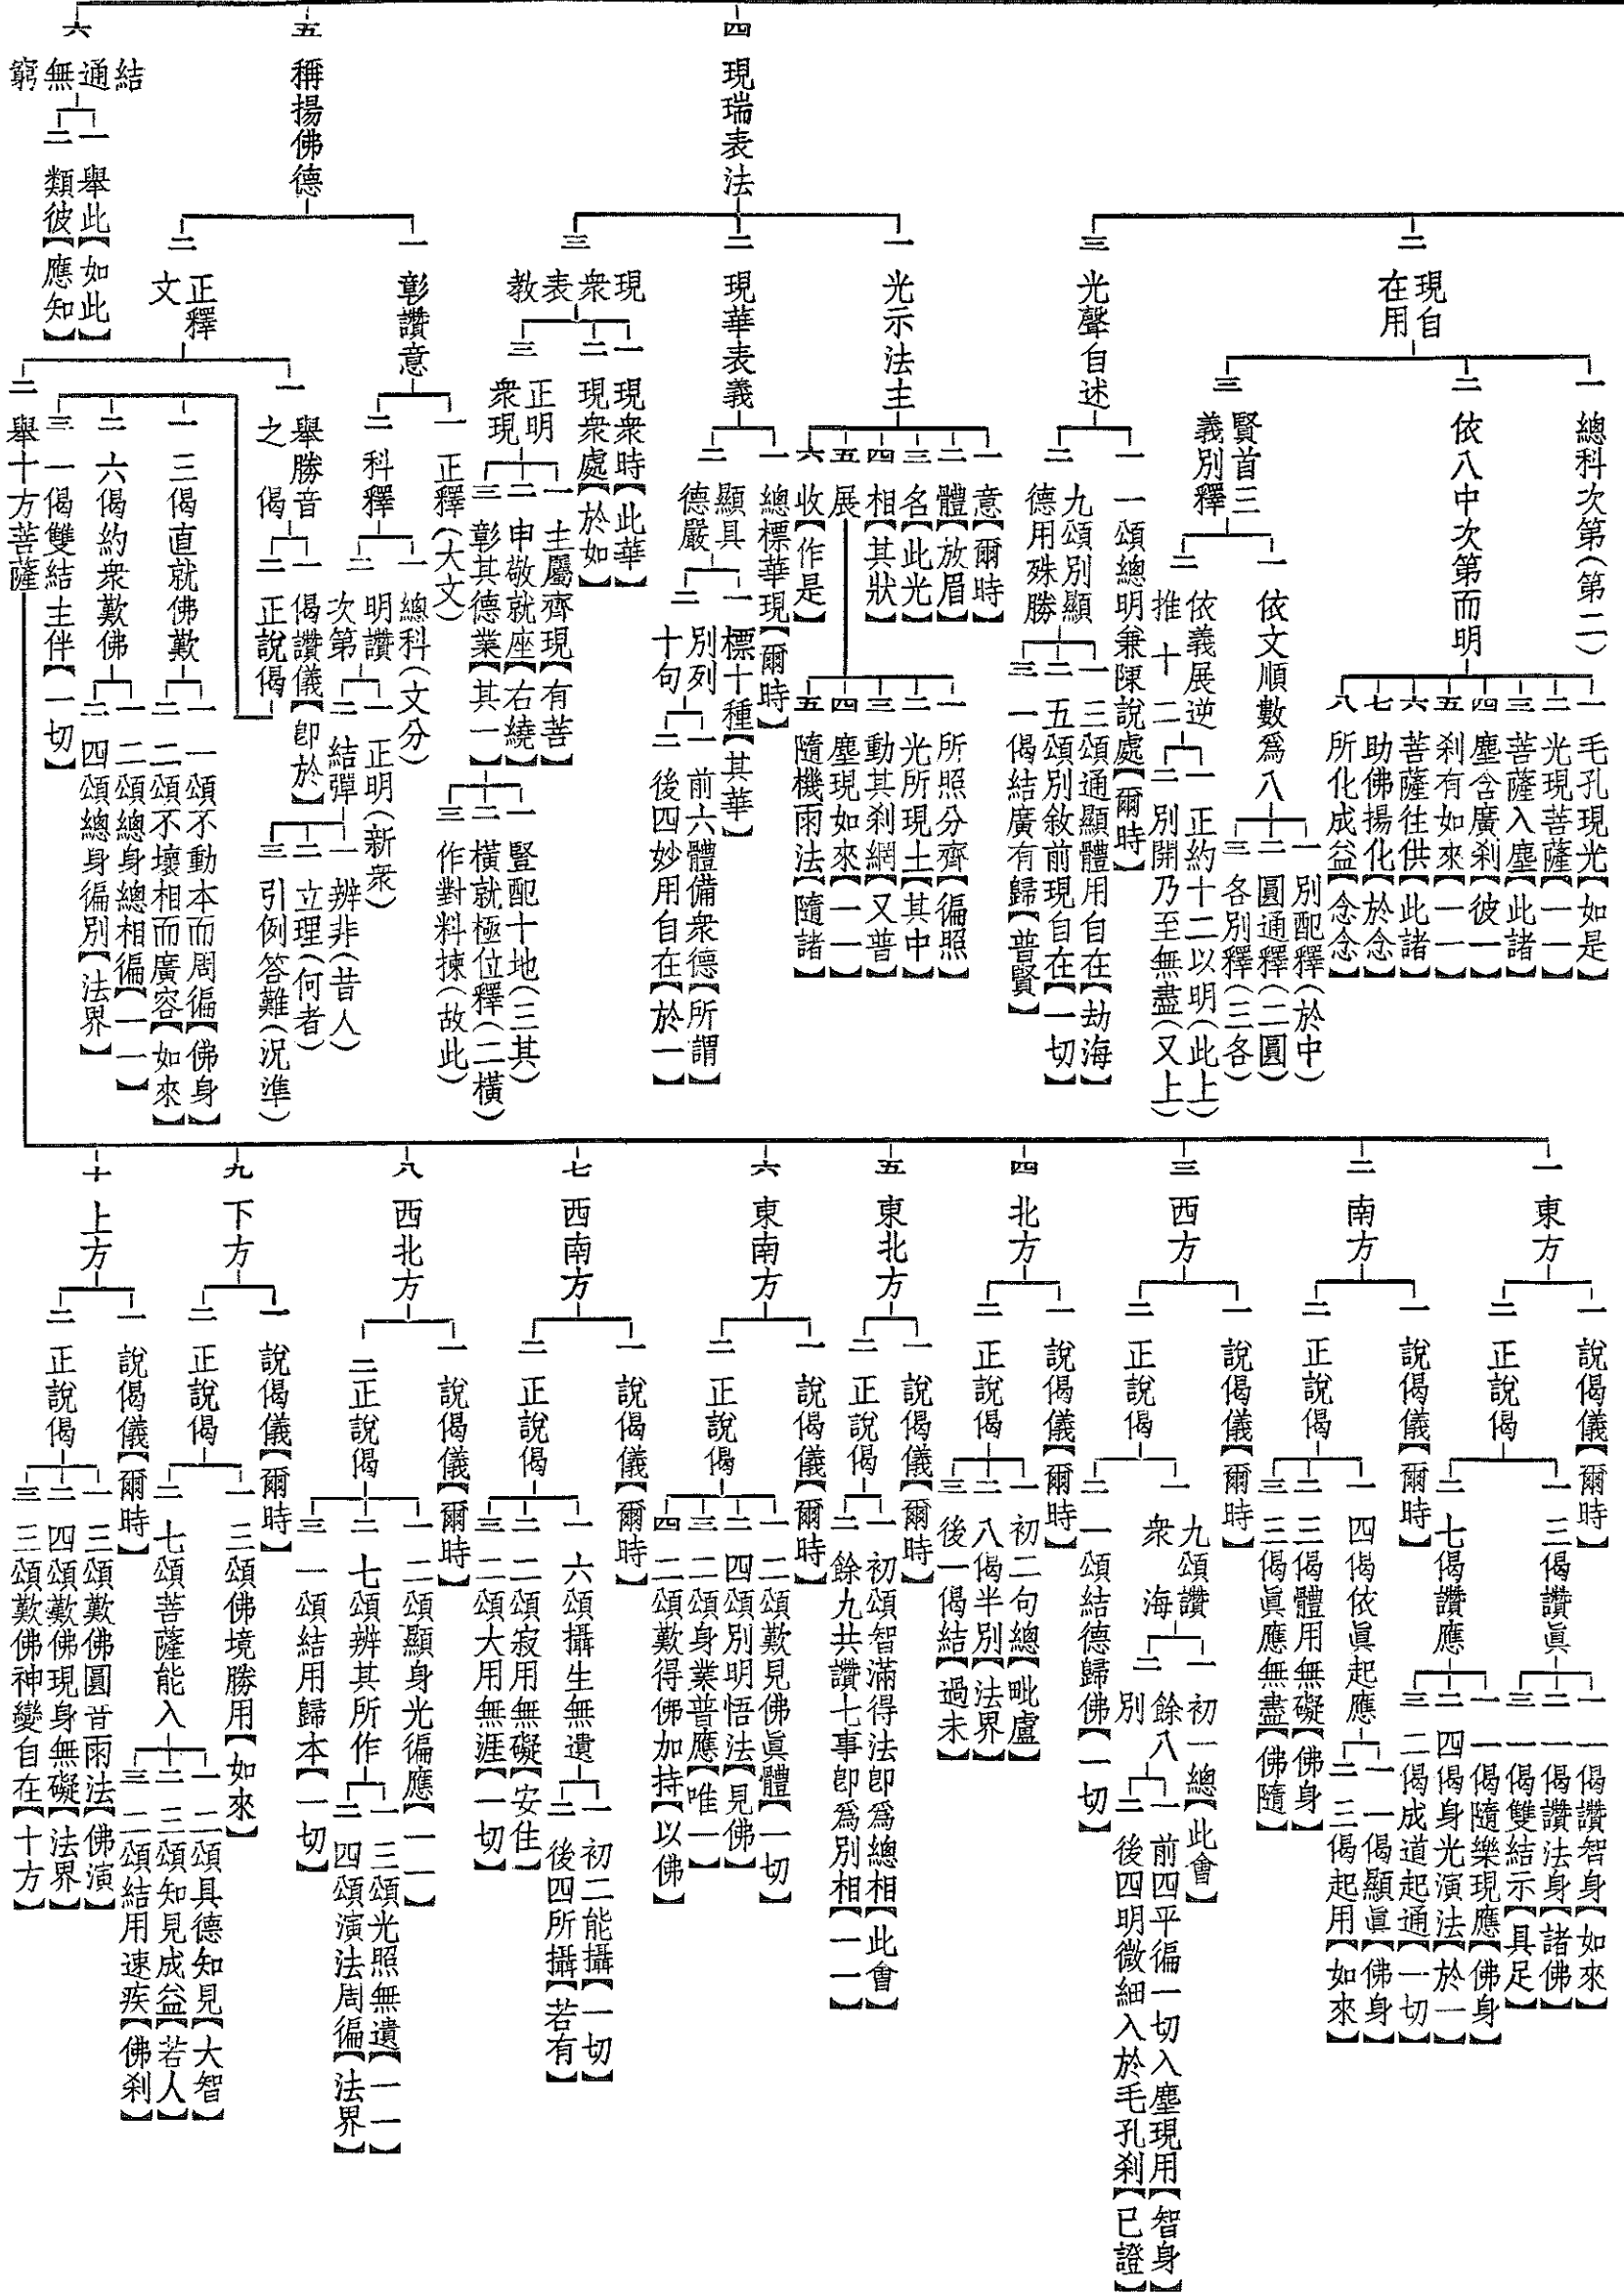 二 現自在用
一 總科次第(第二)
二 依八中次第而明
一 毛孔現光【如是】
二 光現菩薩【一一】
三 菩薩入塵【此諸】
四 塵含廣刹【彼一】
五 刹有如來【一一】
六 菩薩往供【此諸】
七 助佛揚化【於念】
八 所化成益【念念】
三 賢首三義別釋
一 依文順數爲八
一 別配釋(於中)
二 圓通釋(二圓)
三 各別釋(三各)
二 依義展逆推十二
一 正約十二以明(此上)
二 別開乃至無盡(又上)
三 光聲自述
一 一頌總明兼陳說處【爾時】
二 九頌別顯德用殊勝
一 三頌通顯體用自在【劫海】
二 五頌別敘前現自在【一切】
三 一偈結廣有歸【普賢】
四 現瑞表法
一 光示法主
一 意【爾時】
二 體【放眉】
三 名【此光】
四 相【其狀】
五 展
一 所照分齊【徧照】
二 光所現土【其中】
三 動其刹網【又普】
四 塵現如來【一一】
五 隨機雨法【隨諸】
六 收【作是】
二 現華表義
一 總標華現【爾時】
二 顯具德嚴
一 標十種【其華】
二 別列十句
一 前六體備衆德【所謂】
二 後四妙用自在【於一】
三 現衆表教
一 現衆時【此華】
二 現衆處【於如】
三 正明衆現
一 主屬齊現【有菩】
二 申敬就座【右繞】
三 彰其德業【其一】
一 豎配十地(三其)
二 橫就極位釋(二橫)
三 作對料揀(故此)
五 稱揚佛德
一 彰讚意
一 正釋(大文)
二 科釋
一 總科(文分)
二 明讚次第
一 正明(新衆)
二 結彈
一 辨非(昔人)
二 立理(何者)
三 引例答難(況準)
二 正釋文
一 舉勝音之偈
一 偈讚儀【卽於】
二 正說偈
一 三偈直就佛歎
一 一頌不動本而周徧【佛身】
二 二頌不壞相而廣容【如來】
二 六偈約衆歎佛
一 二頌總身總相徧【一一】
二 四頌總身徧別【法界】
三 一偈雙結主伴【一切】
二 舉十方菩薩
一 東方
一 說偈儀【爾時】
二 正說偈
一 三偈讚眞
一 一偈讚智身【如來】
二 一偈讚法身【諸佛】
三 一偈雙結示【具足】
二 七偈讚應
一 一偈隨樂現應【佛身】
二 四偈身光演法【於一】
三 二偈成道起通【一切】
二 南方
一 說偈儀【爾時】
二 正說偈
一 四偈依眞起應
一 一偈顯眞【佛身】
二 三偈起用【如來】
二 三偈體用無礙【佛身】
三 三偈眞應無盡【佛隨】
三 西方
一 說偈儀【爾時】
二 正說偈
一 九頌讚衆海
一 初一總【此會】
二 餘八別
一 前四平徧一切入塵現用【智身】
二 後四明微細入於毛孔刹【已證】
二 一頌結德歸佛【一切】
四 北方
一 說偈儀【爾時】
二 正說偈
一 初二句總【毗盧】
二 八偈半別【法界】
三 後一偈結【過未】
五 東北方
一 說偈儀【爾時】
二 正說偈
一 初頌智滿得法卽爲總相【此會】
二 餘九共讚七事卽爲別相【一一】
六 東南方
一 說偈儀【爾時】
二 正說偈
一 二頌歎見佛眞體【一切】
二 四頌別明悟法【見佛】
三 二頌身業普應【唯一】
四 二頌歎得佛加持【以佛】
七 西南方
一 說偈儀【爾時】
二 正說偈
一 六頌攝生無遺
一 初二能攝【一切】
二 後四所攝【若有】
二 二頌寂用無礙【安住】
三 二頌大用無涯【一切】
八 西北方
一 說偈儀【爾時】
二 正說偈
一 二頌顯身光徧應【一一】
二 七頌辨其所作
一 三頌光照無遺【一一】
二 四頌演法周徧【法界】
三 一頌結用歸本【一切】
九 下方
一 說偈儀【爾時】
二 正說偈
一 三頌佛境勝用【如來】
二 七頌菩薩能入
一 二頌具德知見【大智】
二 三頌知見成益【若人】
三 二頌結用速疾【佛刹】
十 上方
一 說偈儀【爾時】
二 正說偈
一 三頌歎佛圓音雨法【佛演】
二 四頌歎佛現身無礙【法界】
三 三頌歎佛神變自在【十方】
六 結通無窮
一 舉此【如此】
二 類彼【應知】